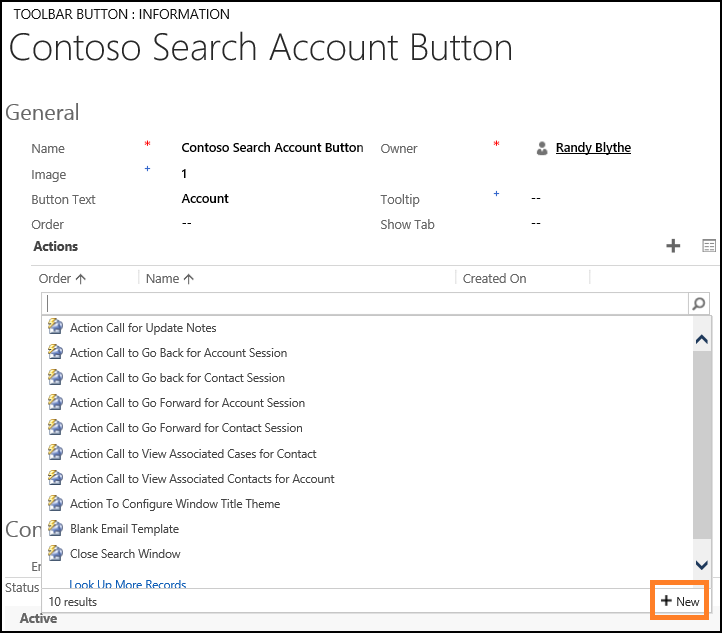 TOOLBAR BUTTON : INFORMATION
Contoso Search Account Button
General
Name * Contoso Search Account Button Owner * Randy Blythe
Image + 1
Button Text Account Tooltip + --
Order -- Show Tab --
Actions
Order Name Created On
Action Call for Update Notes
Action Call to Go Back for Account Session
Action Call to Go back for Contact Session
Action Call to Go Forward for Account Session
Action Call to Go Forward for Contact Session
Action Call to View Associated Cases for Contact
Action Call to View Associated Contacts for Account
Action To Configure Window Title Theme
Blank Email Template
Close Search Window
Look Up More Records
10 results + New
Status
Active